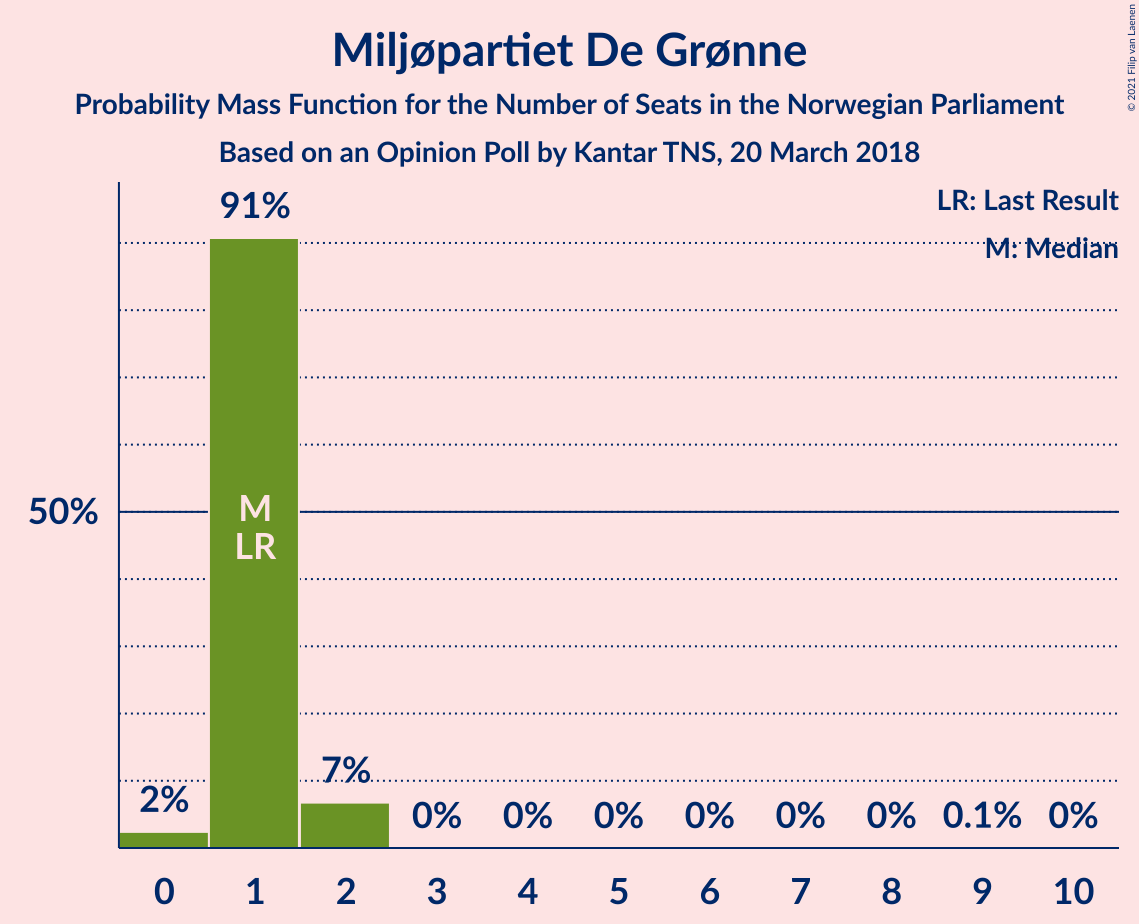 Miljøpartiet De Grønne
Probability Mass Function for the Number of Seats in the Norwegian Parliament
Based on an Opinion Poll by Kantar TNS, 20 March 2018
© 2021 Filip van Laenen
LR: Last Result
M: Median
91%
50%
M
LR
7%
2%
0% 0% 0% 0% 0% 0% 0.1% 0%
0 1 2 3 4 5 6 7 8 9 10